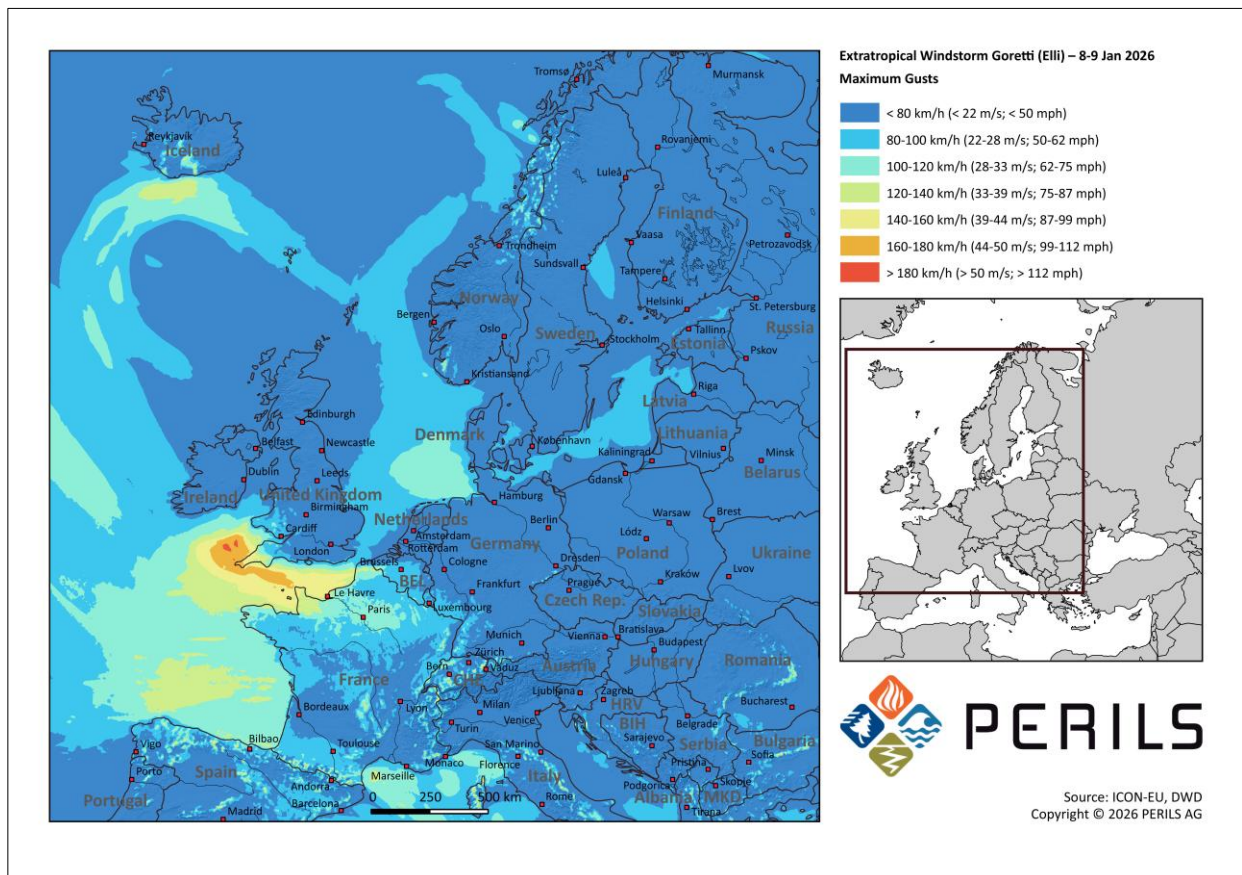 Extratropical Windstorm Goretti (Elli) – 8-9 Jan 2026
Maximum Gusts
< 80 km/h (< 22 m/s; < 50 mph)
80-100 km/h (22-28 m/s; 50-62 mph)
100-120 km/h (28-33 m/s; 62-75 mph)
120-140 km/h (33-39 m/s; 75-87 mph)
140-160 km/h (39-44 m/s; 87-99 mph)
160-180 km/h (44-50 m/s; 99-112 mph)
> 180 km/h (> 50 m/s; > 112 mph)
Tromsø
Murmansk
Reykjavík
Iceland
Rovaniemi
Luleå
Finland
Trondheim
Vaasa
Petrozavodsk
Sundsvall
Tampere
Norway
Helsinki
St. Petersburg
Bergen
Oslo
Sweden
Stockholm
Tallinn
Estonia
Russia
Pskov
Kristiansand
Riga
Latvia
Edinburgh
Denmark
Belfast
Newcastle
København
Lithuania
Kaliningrad
Vilnius
Minsk
Belarus
Dublin
Leeds
Gdansk
Ireland
United Kingdom
Hamburg
Birmingham
Netherlands
Warsaw
Brest
Cardiff
Amsterdam
Berlin
Łódz
London
Rotterdam
Germany
Poland
Ukraine
Brussels
Cologne
Dresden
BEL
Prague
Kraków
Lvov
Le Havre
Frankfurt
Czech Rep.
Paris
Luxembourg
Slovakia
Munich
Vienna
Bratislava
Budapest
Zürich
Bern
Vaduz
Austria
Hungary
Romania
CHE
France
Ljubljana
Zagreb
HRV
Lyon
Milan
Venice
Bucharest
Bordeaux
Turin
BIH
Belgrade
Bilbao
Sarajevo
Serbia
Bulgaria
Vigo
Toulouse
San Marino
Monaco
Florence
Pristina
Sofia
Porto
Spain
Marseille
Italy
Podgorica
Skopje
Andorra
Portugal
Barcelona
Rome
Albania
MKD
Madrid
Tirana
0 250 500 km
PERILS
Source: ICON-EU, DWD
Copyright © 2026 PERILS AG